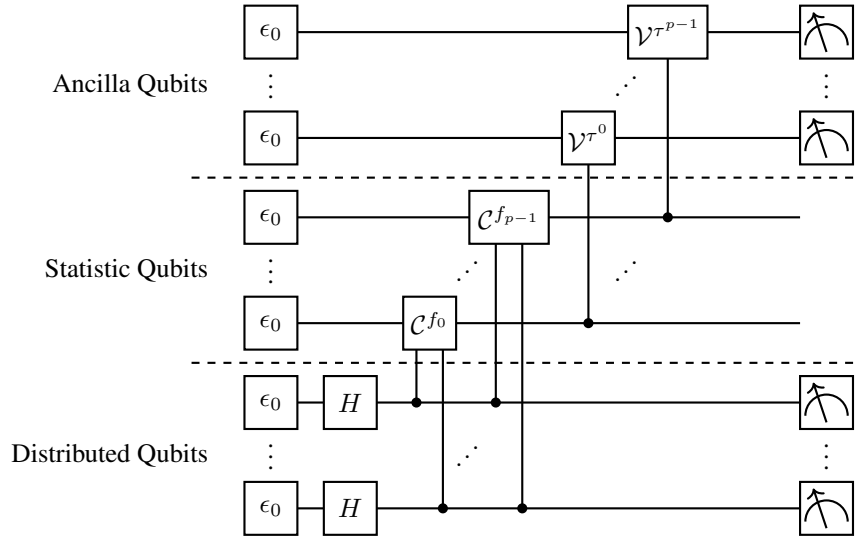 ϵ₀ 𝒱^{τ^{p−1}}
Ancilla Qubits ⋮ ⋰ ⋮
ϵ₀ 𝒱^{τ^0}
ϵ₀ 𝒞^{f_{p−1}}
Statistic Qubits ⋮ ⋰ ⋰
ϵ₀ 𝒞^{f_0}
ϵ₀ H
Distributed Qubits ⋮ ⋰ ⋮
ϵ₀ H